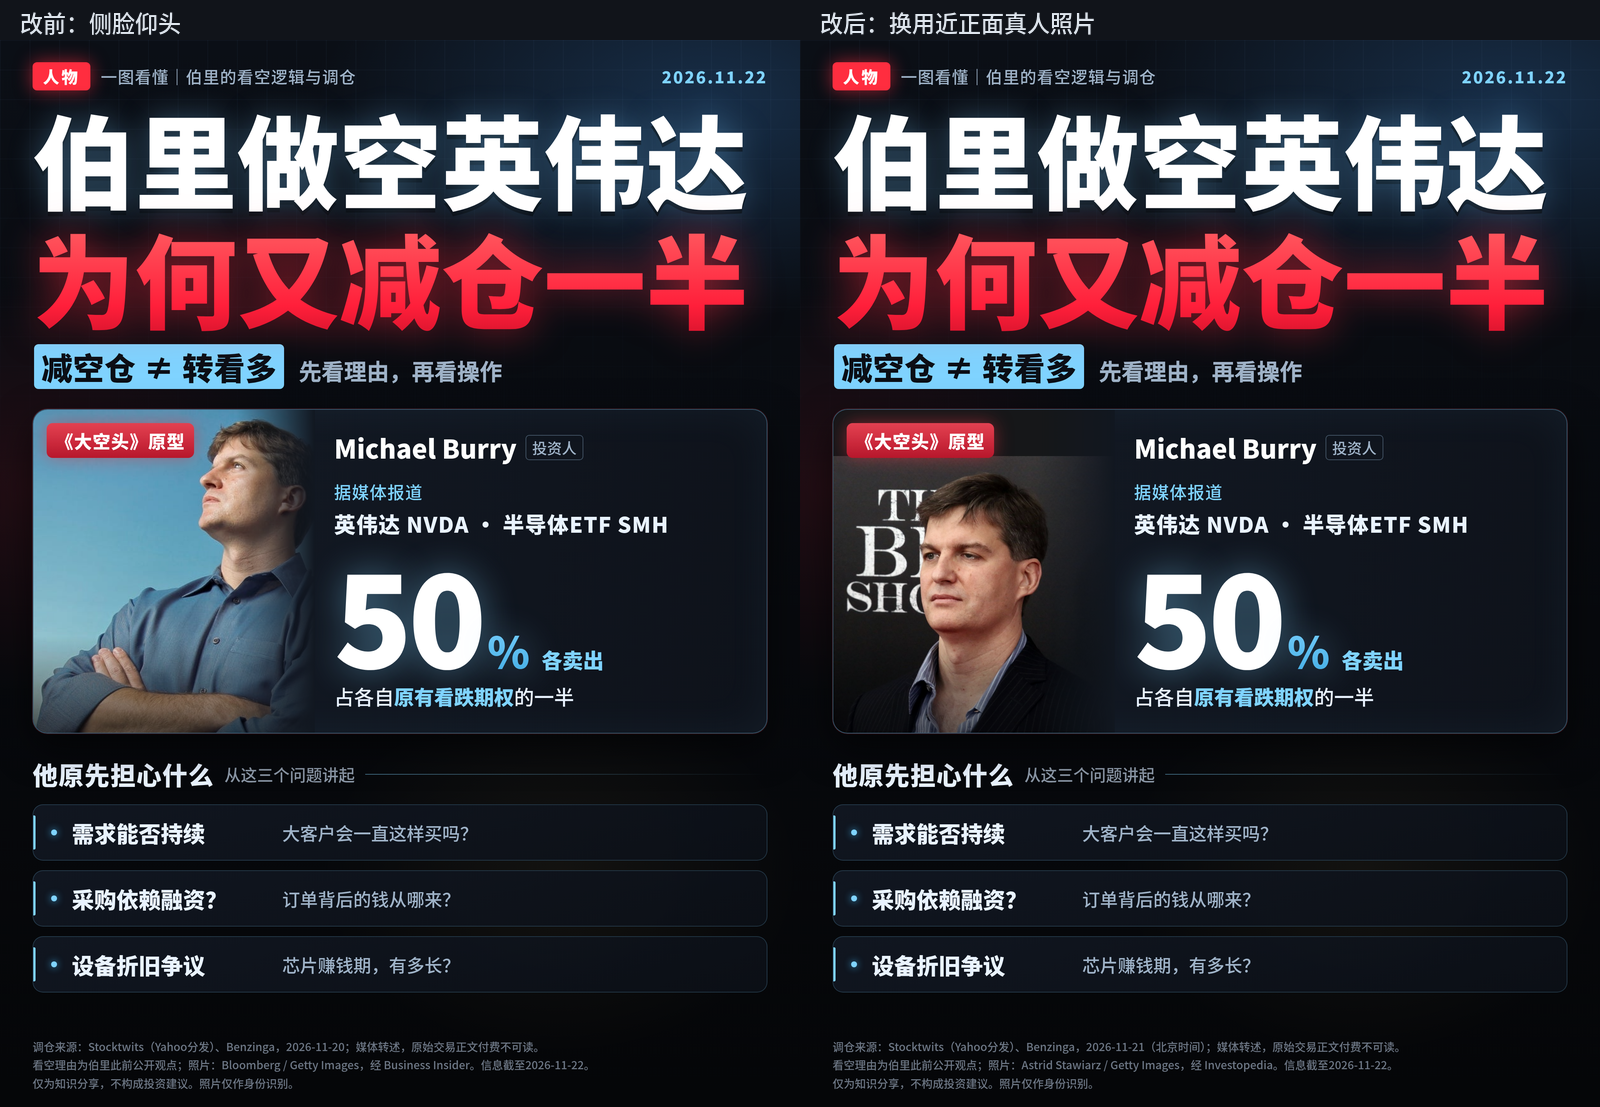 改前：侧脸仰头
人物 一图看懂｜伯里的看空逻辑与调仓 2026.11.22
伯里做空英伟达
为何又减仓一半
减空仓 ≠ 转看多 先看理由，再看操作
《大空头》原型
Michael Burry 投资人
据媒体报道
英伟达 NVDA · 半导体ETF SMH
50% 各卖出
占各自原有看跌期权的一半
他原先担心什么 从这三个问题讲起
需求能否持续 大客户会一直这样买吗？
采购依赖融资？ 订单背后的钱从哪来？
设备折旧争议 芯片赚钱期，有多长？
调仓来源：Stocktwits（Yahoo分发）、Benzinga，2026-11-20；媒体转述，原始交易正文付费不可读。
看空理由为伯里此前公开观点；照片：Bloomberg / Getty Images，经 Business Insider。信息截至2026-11-22。
仅为知识分享，不构成投资建议。照片仅作身份识别。
改后：换用近正面真人照片
人物 一图看懂｜伯里的看空逻辑与调仓 2026.11.22
伯里做空英伟达
为何又减仓一半
减空仓 ≠ 转看多 先看理由，再看操作
《大空头》原型
TH
BI
SHO
Michael Burry 投资人
据媒体报道
英伟达 NVDA · 半导体ETF SMH
50% 各卖出
占各自原有看跌期权的一半
他原先担心什么 从这三个问题讲起
需求能否持续 大客户会一直这样买吗？
采购依赖融资？ 订单背后的钱从哪来？
设备折旧争议 芯片赚钱期，有多长？
调仓来源：Stocktwits（Yahoo分发）、Benzinga，2026-11-21（北京时间）；媒体转述，原始交易正文付费不可读。
看空理由为伯里此前公开观点；照片：Astrid Stawiarz / Getty Images，经 Investopedia。信息截至2026-11-22。
仅为知识分享，不构成投资建议。照片仅作身份识别。